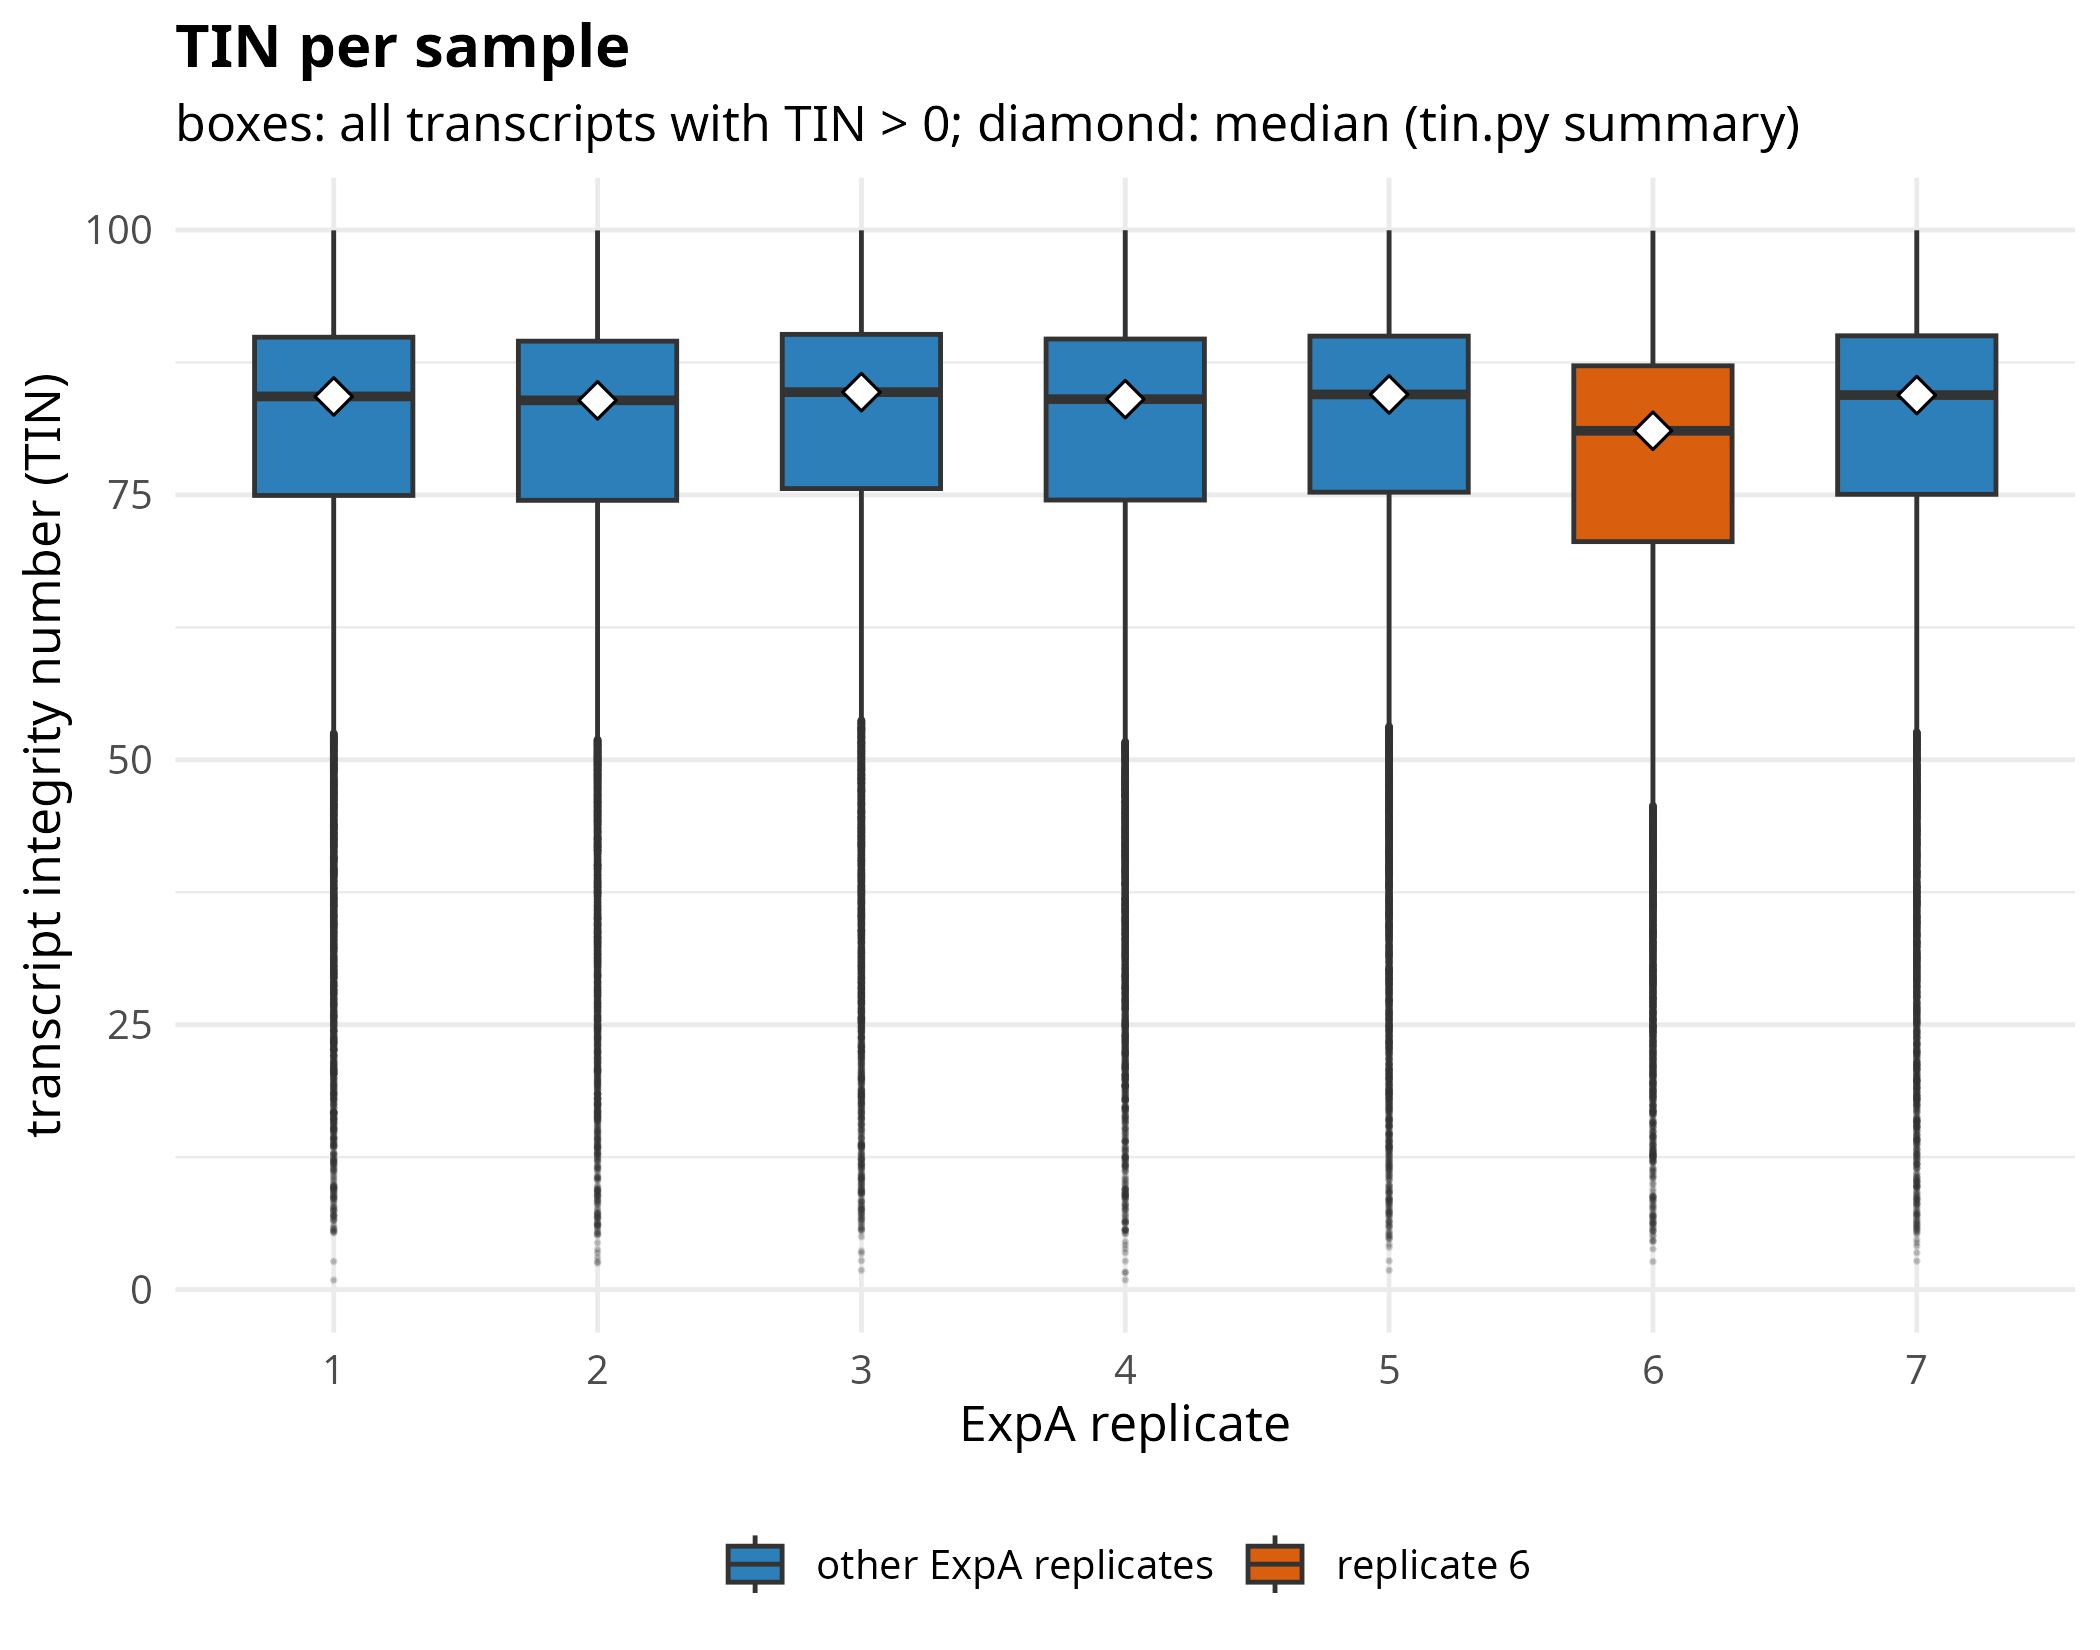 TIN per sample
boxes: all transcripts with TIN > 0; diamond: median (tin.py summary)
transcript integrity number (TIN)
100
75
50
25
0
1 2 3 4 5 6 7
ExpA replicate
other ExpA replicates replicate 6